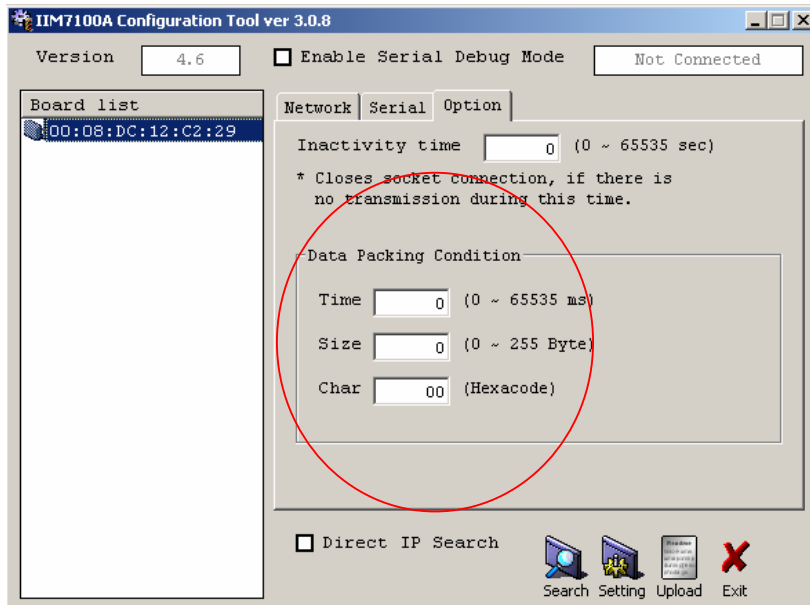 IIM7100A Configuration Tool ver 3.0.8
Version 4.6 Enable Serial Debug Mode Not Connected
Board list
00:08:DC:12:C2:29
Network Serial Option
Inactivity time 0 (0 ~ 65535 sec)
* Closes socket connection, if there is
no transmission during this time.
Data Packing Condition
Time 0 (0 ~ 65535 ms)
Size 0 (0 ~ 255 Byte)
Char 00 (Hexacode)
Direct IP Search
Search Setting Upload Exit